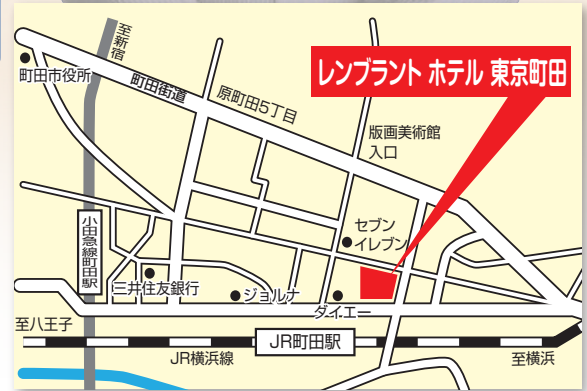 至新宿
町田市役所
町田街道
原町田5丁目
レンブラント ホテル 東京町田
版画美術館
入口
小田急線町田駅
セブン
イレブン
三井住友銀行
ジョルナ
ダイエー
至八王子
JR横浜線
JR町田駅
至横浜